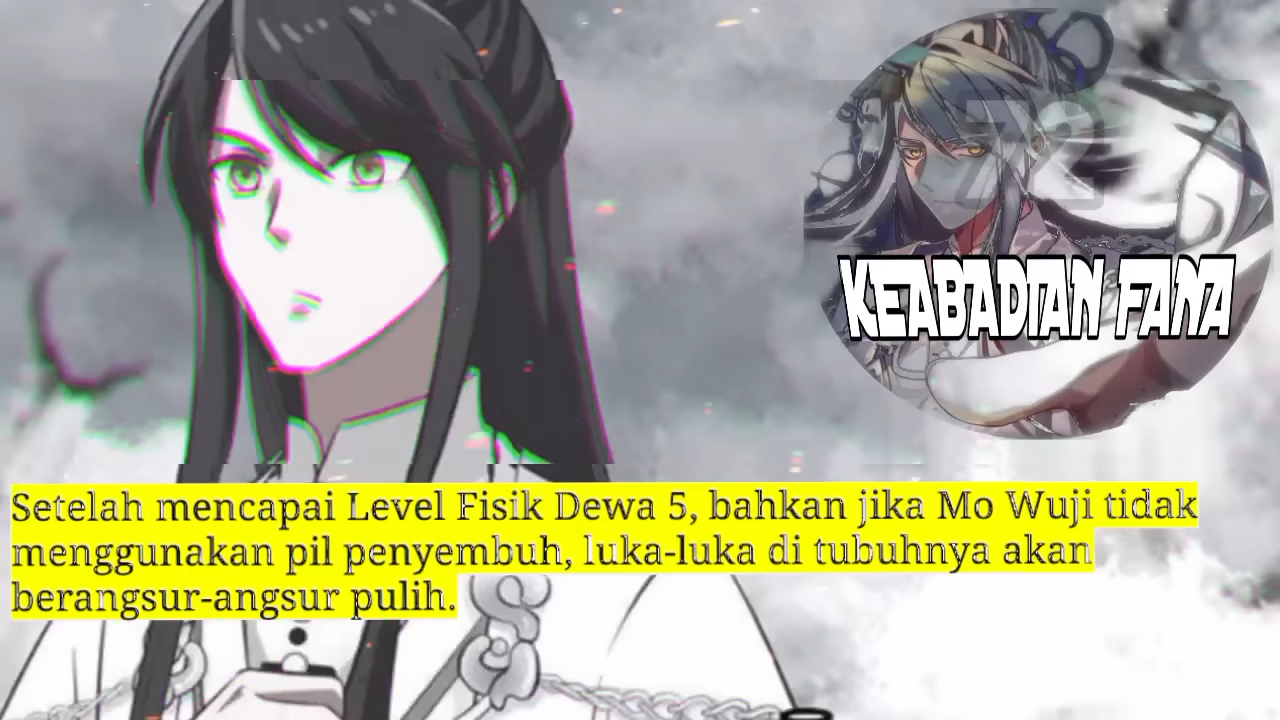 72
KEABADIAN FANA
Setelah mencapai Level Fisik Dewa 5, bahkan jika Mo Wuji tidak
menggunakan pil penyembuh, luka-luka di tubuhnya akan
berangsur-angsur pulih.